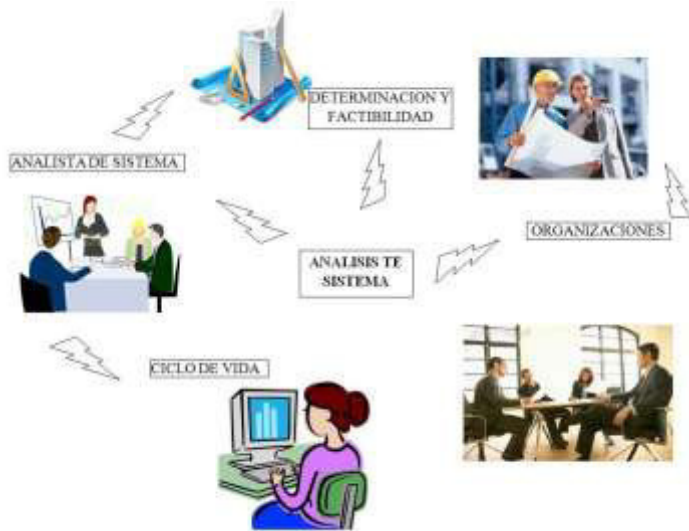 DETERMINACION Y
FACTIBILIDAD
ANALISTA DE SISTEMA
ORGANIZACIONES
ANALISIS TE
SISTEMA
CICLO DE VIDA